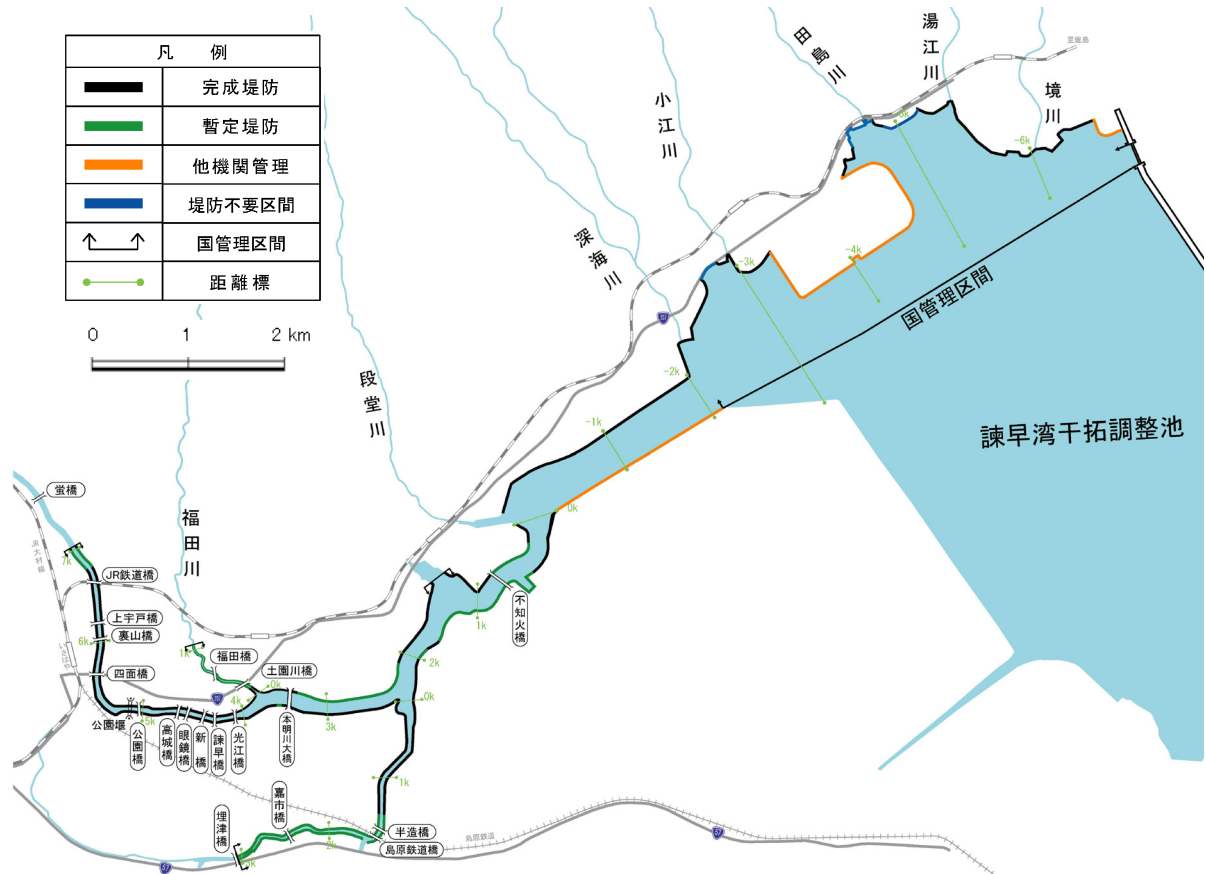 凡 例
完成堤防
暫定堤防
他機関管理
堤防不要区間
国管理区間
距離標
0 1 2 km
田島川
湯江川
境川
小江川
深海川
段堂川
福田川
-6k
-5k
-4k
-3k
-2k
-1k
0k
国管理区間
諫早湾干拓調整池
蛍橋
JR大村線
7k
JR鉄道橋
上宇戸橋
6k
裏山橋
四面橋
公園堰
公園橋
5k
高城橋
眼鏡橋
新橋
諫早橋
光江橋
4k
1k
福田橋
土園川橋
0k
本明川大橋
3k
2k
1k
不知火橋
0k
1k
半造橋
島原鉄道橋
2k
嘉市橋
埋津橋
島原鉄道
57
57